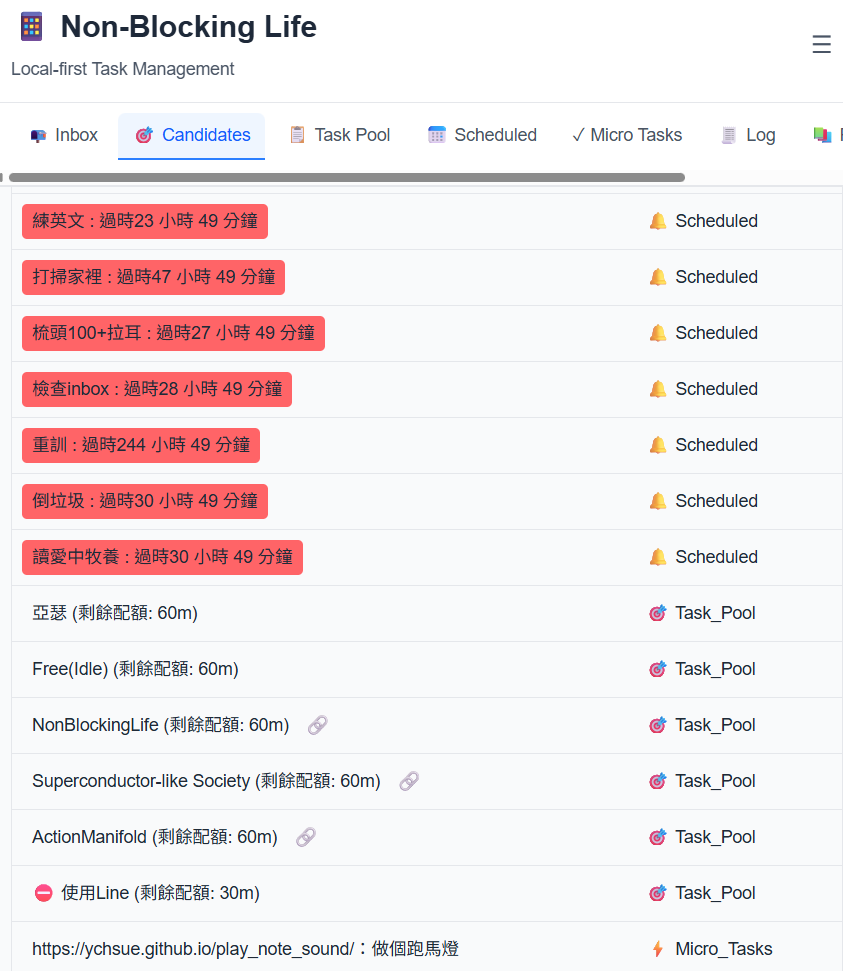 Non-Blocking Life
Local-first Task Management
Inbox Candidates Task Pool Scheduled ✓ Micro Tasks Log
練英文 : 過時23 小時 49 分鐘 Scheduled
打掃家裡 : 過時47 小時 49 分鐘 Scheduled
梳頭100+拉耳 : 過時27 小時 49 分鐘 Scheduled
檢查inbox : 過時28 小時 49 分鐘 Scheduled
重訓 : 過時244 小時 49 分鐘 Scheduled
倒垃圾 : 過時30 小時 49 分鐘 Scheduled
讀愛中牧養 : 過時30 小時 49 分鐘 Scheduled
亞瑟 (剩餘配額: 60m) Task_Pool
Free(Idle) (剩餘配額: 60m) Task_Pool
NonBlockingLife (剩餘配額: 60m) Task_Pool
Superconductor-like Society (剩餘配額: 60m) Task_Pool
ActionManifold (剩餘配額: 60m) Task_Pool
使用Line (剩餘配額: 30m) Task_Pool
https://ychsue.github.io/play_note_sound/：做個跑馬燈 Micro_Tasks